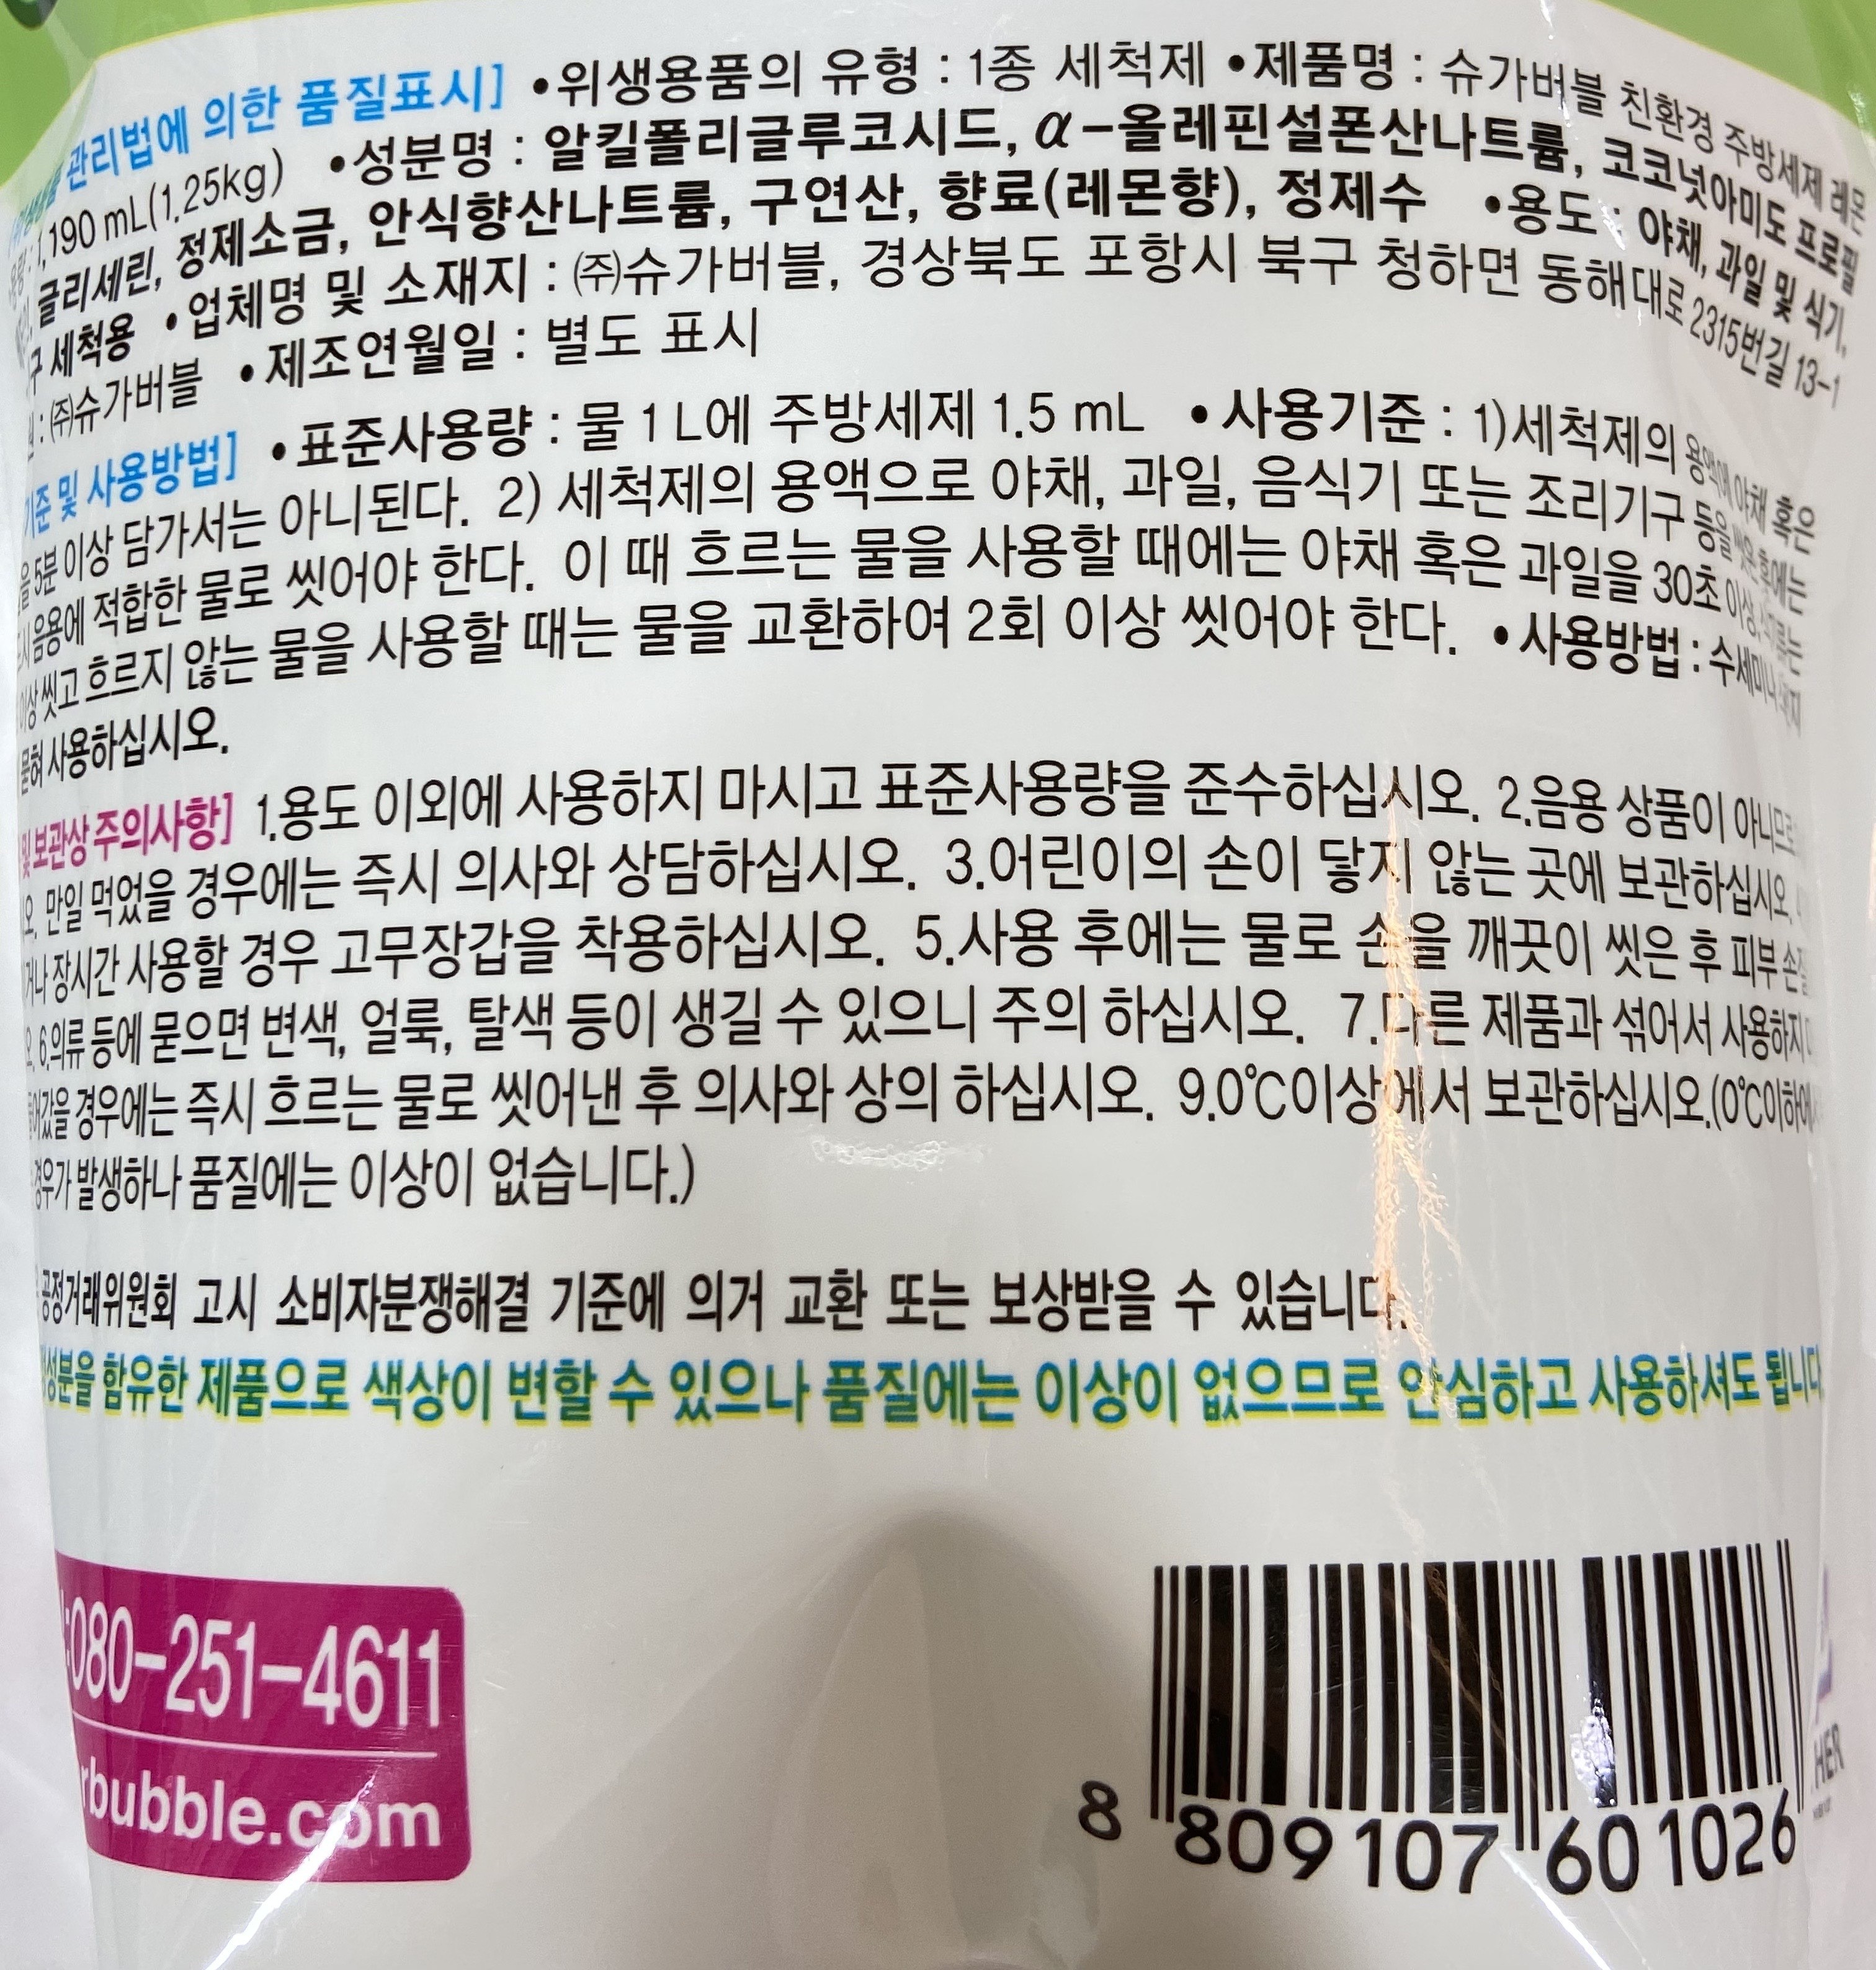 관리법에 의한 품질표시] •위생용품의 유형 : 1종 세척제 •제품명 : 슈가버블 친환경 주방세제 레몬
1,190 mL(1.25kg) •성분명 : 알킬폴리글루코시드, α-올레핀설폰산나트륨, 코코넛아미도 프로필
글리세린, 정제소금, 안식향산나트륨, 구연산, 향료(레몬향), 정제수 •용도 : 야채, 과일 및 식기,
구 세척용 •업체명 및 소재지 : ㈜슈가버블, 경상북도 포항시 북구 청하면 동해대로 2315번길 13-1
: ㈜슈가버블 •제조연월일 : 별도 표시
기준 및 사용방법] •표준사용량 : 물 1 L에 주방세제 1.5 mL •사용기준 : 1)세척제의 용액에 야채 혹은
을 5분 이상 담가서는 아니된다. 2) 세척제의 용액으로 야채, 과일, 음식기 또는 조리기구 등을 씻은 후에는
음용에 적합한 물로 씻어야 한다. 이 때 흐르는 물을 사용할 때에는 야채 혹은 과일을 30초 이상,
이상 씻고 흐르지 않는 물을 사용할 때는 물을 교환하여 2회 이상 씻어야 한다. •사용방법 : 수세미나
묻혀 사용하십시오.
및 보관상 주의사항] 1.용도 이외에 사용하지 마시고 표준사용량을 준수하십시오. 2.음용 상품이 아니므로
오. 만일 먹었을 경우에는 즉시 의사와 상담하십시오. 3.어린이의 손이 닿지 않는 곳에 보관하십시오.
거나 장시간 사용할 경우 고무장갑을 착용하십시오. 5.사용 후에는 물로 손을 깨끗이 씻은 후 피부
오. 6.의류 등에 묻으면 변색, 얼룩, 탈색 등이 생길 수 있으니 주의 하십시오. 7.다른 제품과 섞어서 사용하지
들어갔을 경우에는 즉시 흐르는 물로 씻어낸 후 의사와 상의 하십시오. 9.0℃이상에서 보관하십시오.(0℃이하에
경우가 발생하나 품질에는 이상이 없습니다.)
공정거래위원회 고시 소비자분쟁해결 기준에 의거 교환 또는 보상받을 수 있습니다.
성분을 함유한 제품으로 색상이 변할 수 있으나 품질에는 이상이 없으므로 안심하고 사용하셔도 됩니다.
:080-251-4611
rbubble.com
8 809107 601026
HER